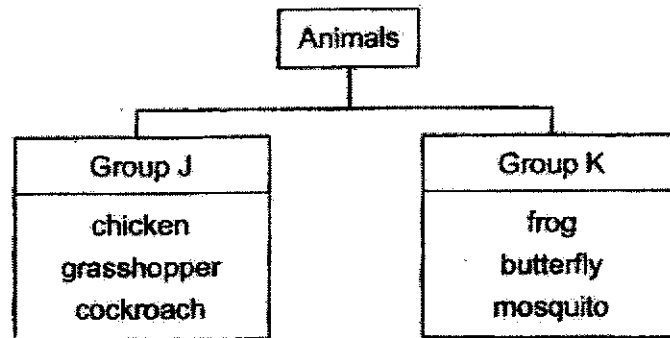 Animals
Group J
chicken
grasshopper
cockroach
Group K
frog
butterfly
mosquito